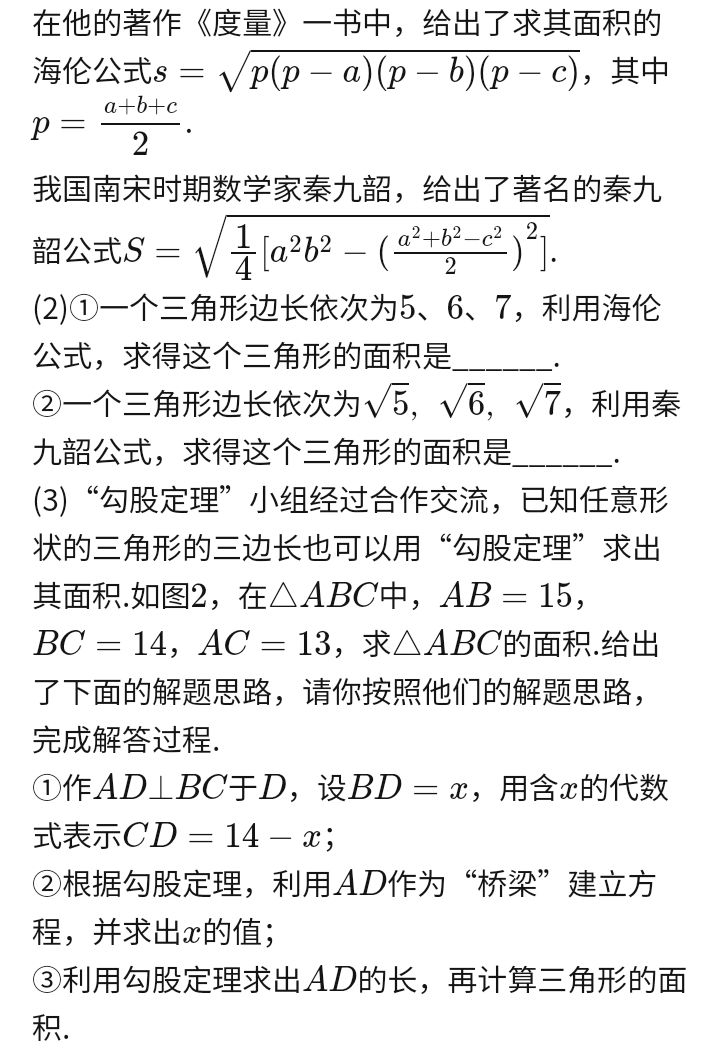 在他的著作《度量》一书中，给出了求其面积的
海伦公式s = √(p(p − a)(p − b)(p − c))，其中
p = (a+b+c)/2.
我国南宋时期数学家秦九韶，给出了著名的秦九
韶公式S = √(1/4[a²b² − ((a²+b²−c²)/2)²]).
(2)①一个三角形边长依次为5、6、7，利用海伦
公式，求得这个三角形的面积是______.
②一个三角形边长依次为√5, √6, √7，利用秦
九韶公式，求得这个三角形的面积是______.
(3)“勾股定理”小组经过合作交流，已知任意形
状的三角形的三边长也可以用“勾股定理”求出
其面积.如图2，在△ABC中，AB = 15，
BC = 14，AC = 13，求△ABC的面积.给出
了下面的解题思路，请你按照他们的解题思路，
完成解答过程.
①作AD⊥BC于D，设BD = x，用含x的代数
式表示CD = 14 − x；
②根据勾股定理，利用AD作为“桥梁”建立方
程，并求出x的值；
③利用勾股定理求出AD的长，再计算三角形的面
积.